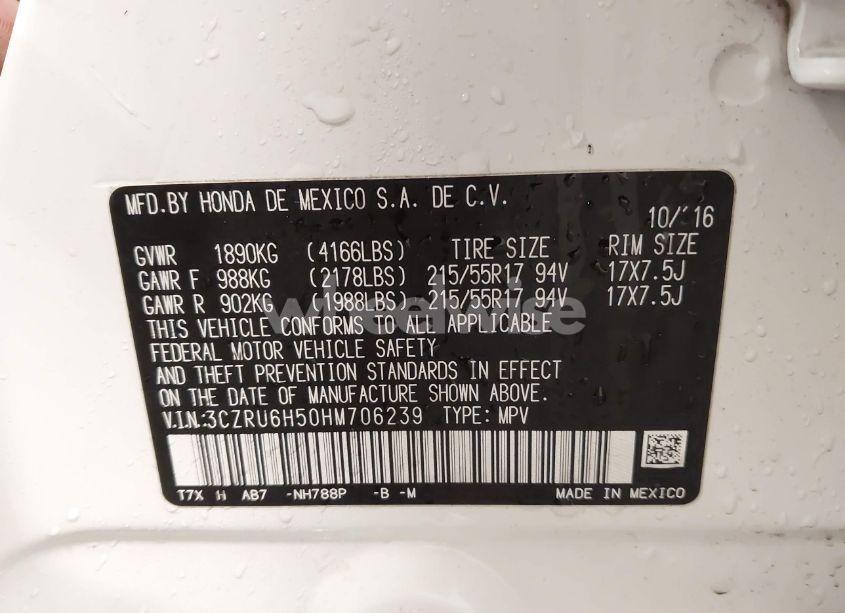 MFD.BY HONDA DE MEXICO S.A. DE C.V.
10/'16
GVWR 1890KG (4166LBS) TIRE SIZE RIM SIZE
GAWR F 988KG (2178LBS) 215/55R17 94V 17X7.5J
GAWR R 902KG (1988LBS) 215/55R17 94V 17X7.5J
wheelwise
THIS VEHICLE CONFORMS TO ALL APPLICABLE
FEDERAL MOTOR VEHICLE SAFETY
AND THEFT PREVENTION STANDARDS IN EFFECT
ON THE DATE OF MANUFACTURE SHOWN ABOVE.
V.I.N.:3CZRU6H50HM706239 TYPE: MPV
T7X H AB7 -NH788P -B -M MADE IN MEXICO